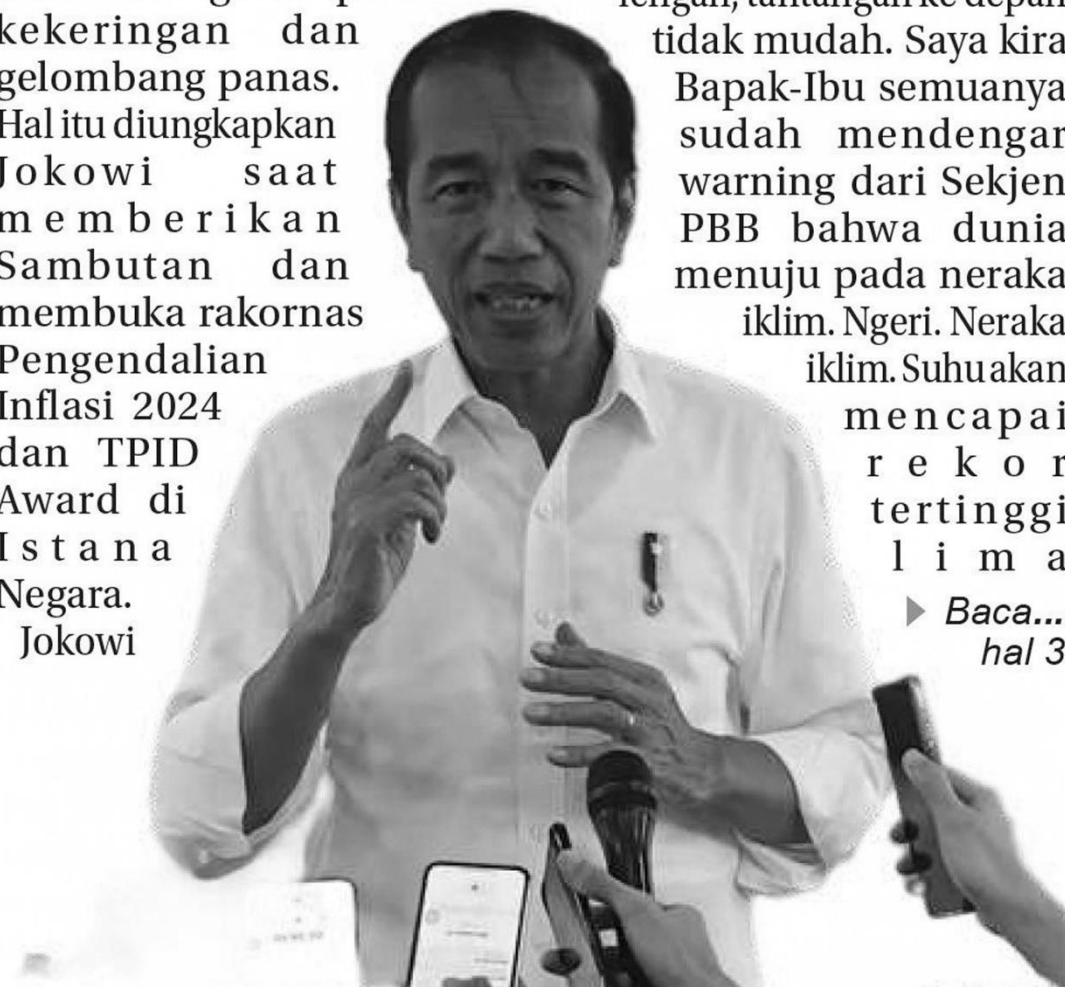 kekeringan dan
gelombang panas.
Hal itu diungkapkan
Jokowi saat
memberikan
Sambutan dan
membuka rakornas
Pengendalian
Inflasi 2024
dan TPID
Award di
Istana
Negara.
Jokowi
tidak mudah. Saya kira
Bapak-Ibu semuanya
sudah mendengar
warning dari Sekjen
PBB bahwa dunia
menuju pada neraka
iklim. Ngeri. Neraka
iklim. Suhu akan
mencapai
rekor
tertinggi
lima
Baca...
hal 3